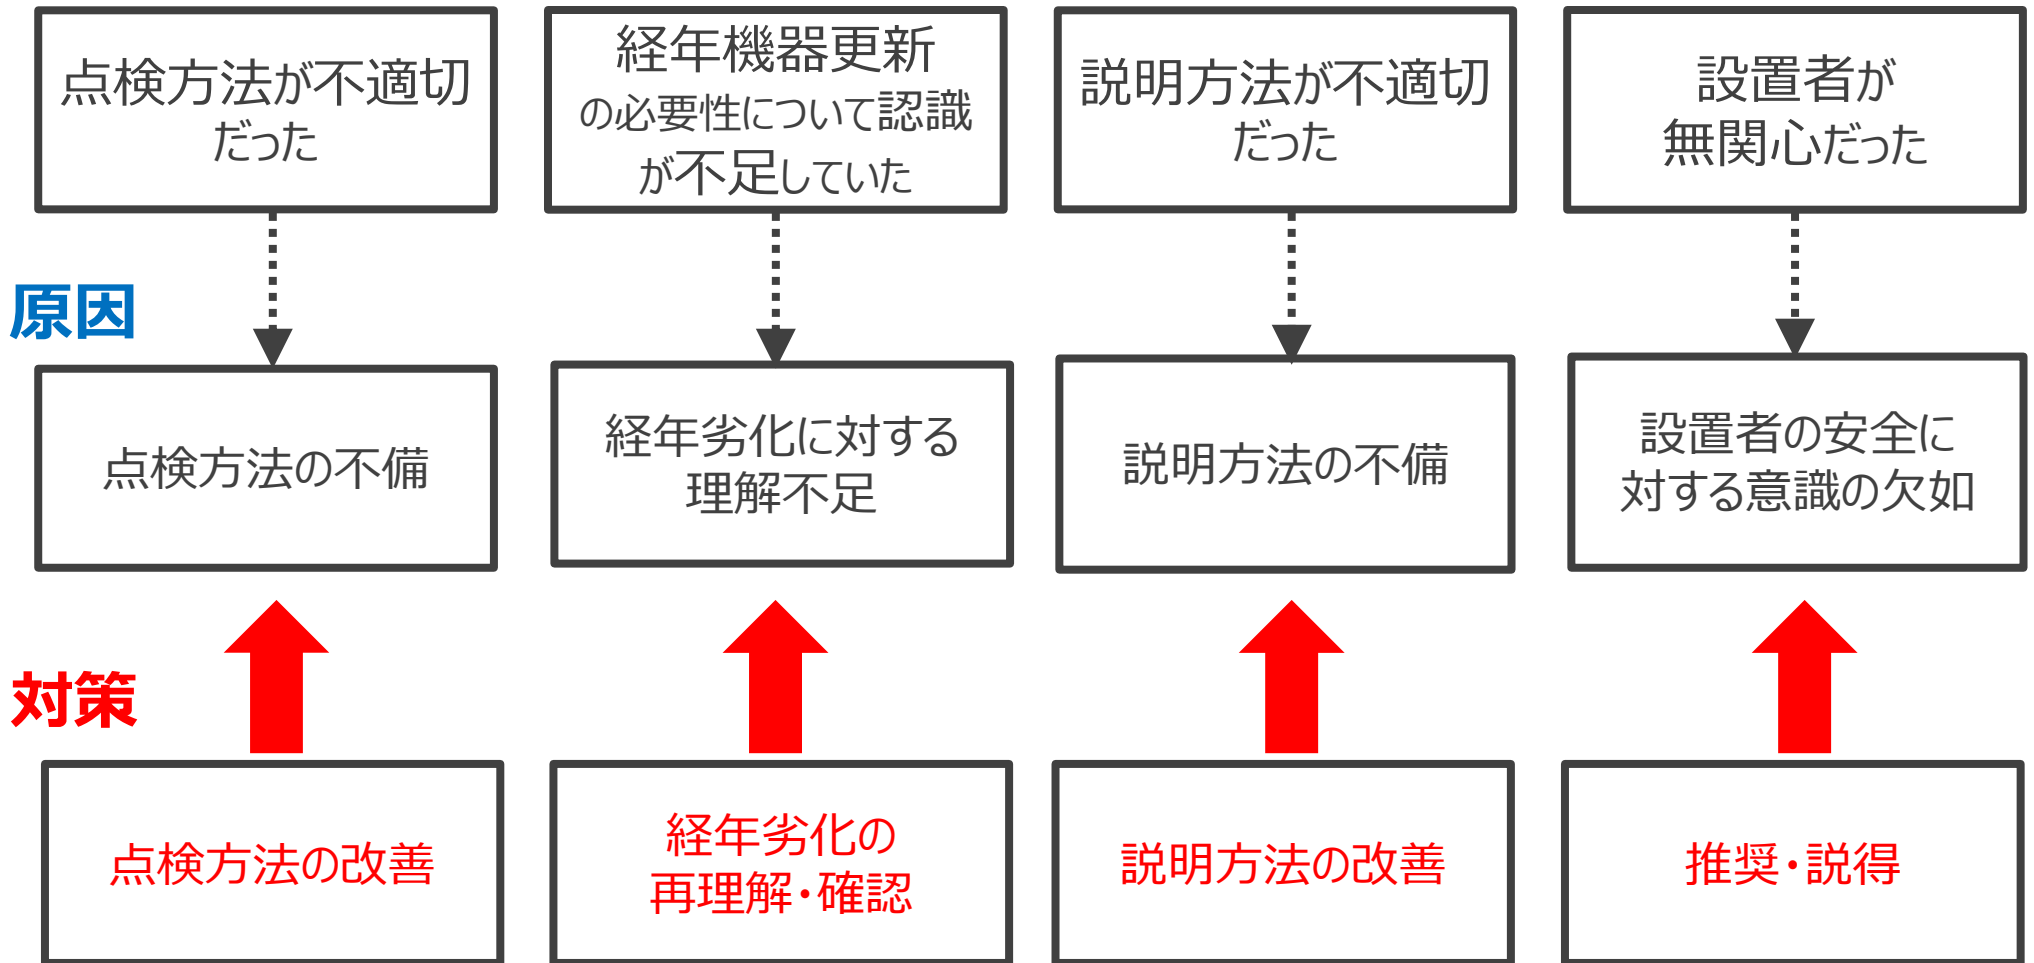 点検方法が不適切
だった
経年機器更新
の必要性について認識
が不足していた
説明方法が不適切
だった
設置者が
無関心だった
原因
点検方法の不備
経年劣化に対する
理解不足
説明方法の不備
設置者の安全に
対する意識の欠如
対策
点検方法の改善
経年劣化の
再理解・確認
説明方法の改善
推奨・説得